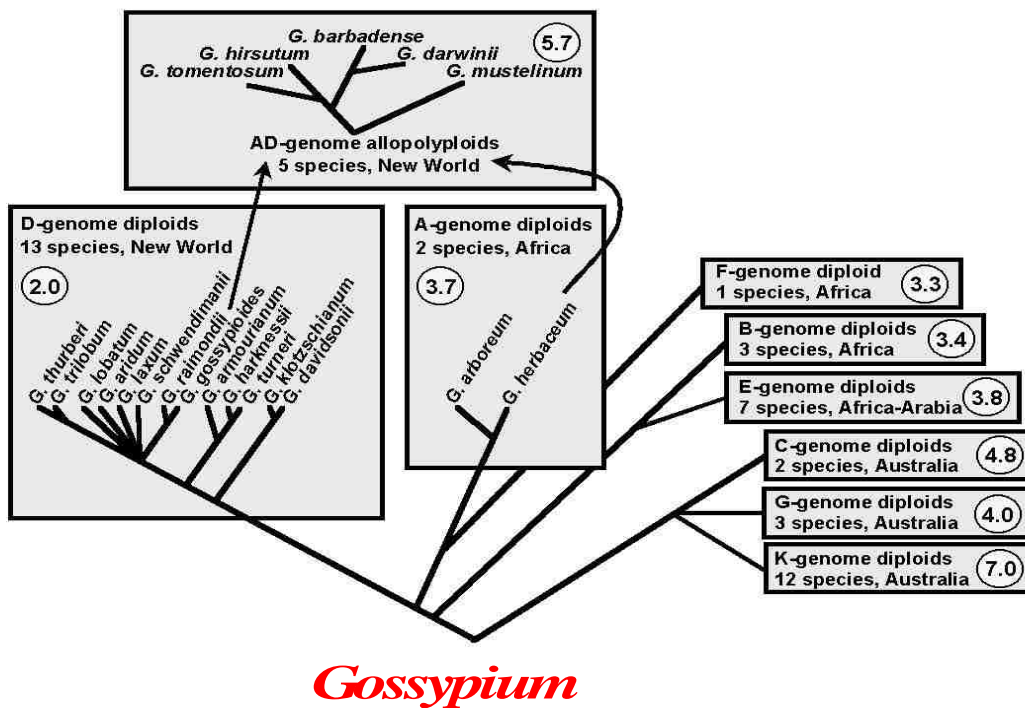 G. barbadense
5.7
G. hirsutum
G. darwinii
G. tomentosum
G. mustelinum
AD-genome allopolyploids
5 species, New World
D-genome diploids
13 species, New World
2.0
G. thurberi
G. trilobum
G. lobatum
G. aridum
G. laxum
G. schwendimanii
G. raimondii
G. gossypioides
G. armourianum
G. harknessii
G. turneri
G. klotzschianum
G. davidsonii
A-genome diploids
2 species, Africa
3.7
G. arboreum
G. herbaceum
F-genome diploid
1 species, Africa
3.3
B-genome diploids
3 species, Africa
3.4
E-genome diploids
7 species, Africa-Arabia
3.8
C-genome diploids
2 species, Australia
4.8
G-genome diploids
3 species, Australia
4.0
K-genome diploids
12 species, Australia
7.0
Gossypium